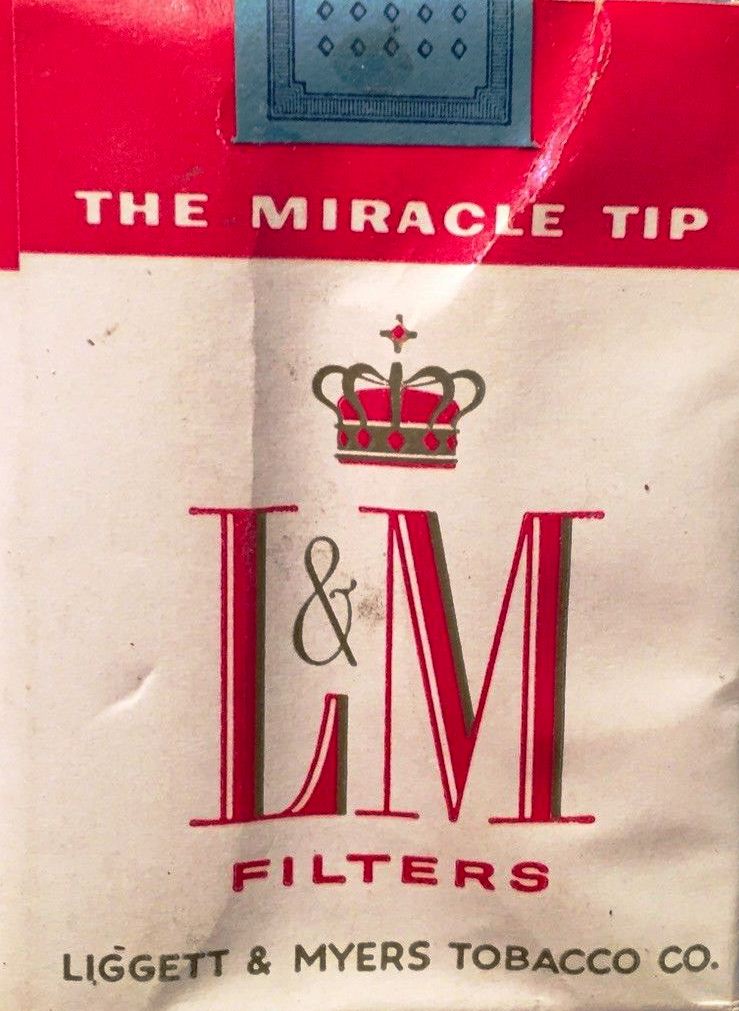 THE MIRACLE TIP
L&M
FILTERS
LIGGETT & MYERS TOBACCO CO.